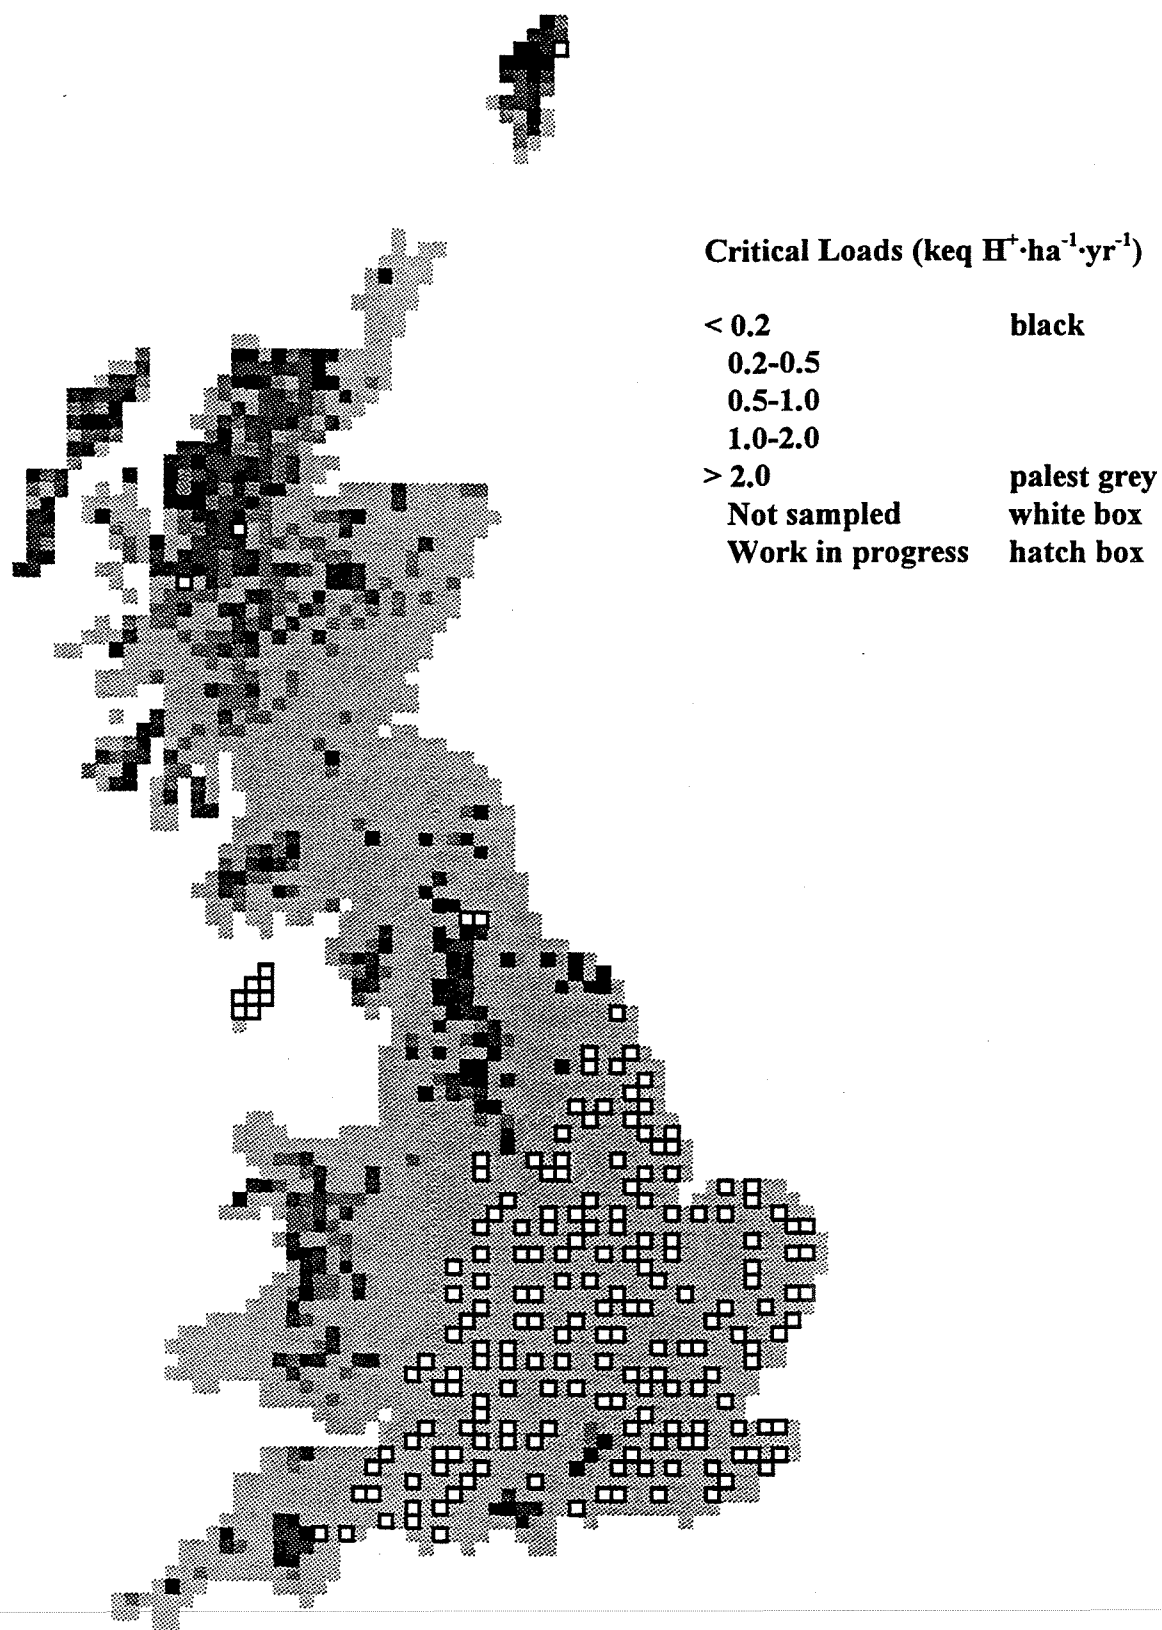 Critical Loads (keq H⁺·ha⁻¹·yr⁻¹)
< 0.2 black
0.2-0.5
0.5-1.0
1.0-2.0
> 2.0 palest grey
Not sampled white box
Work in progress hatch box